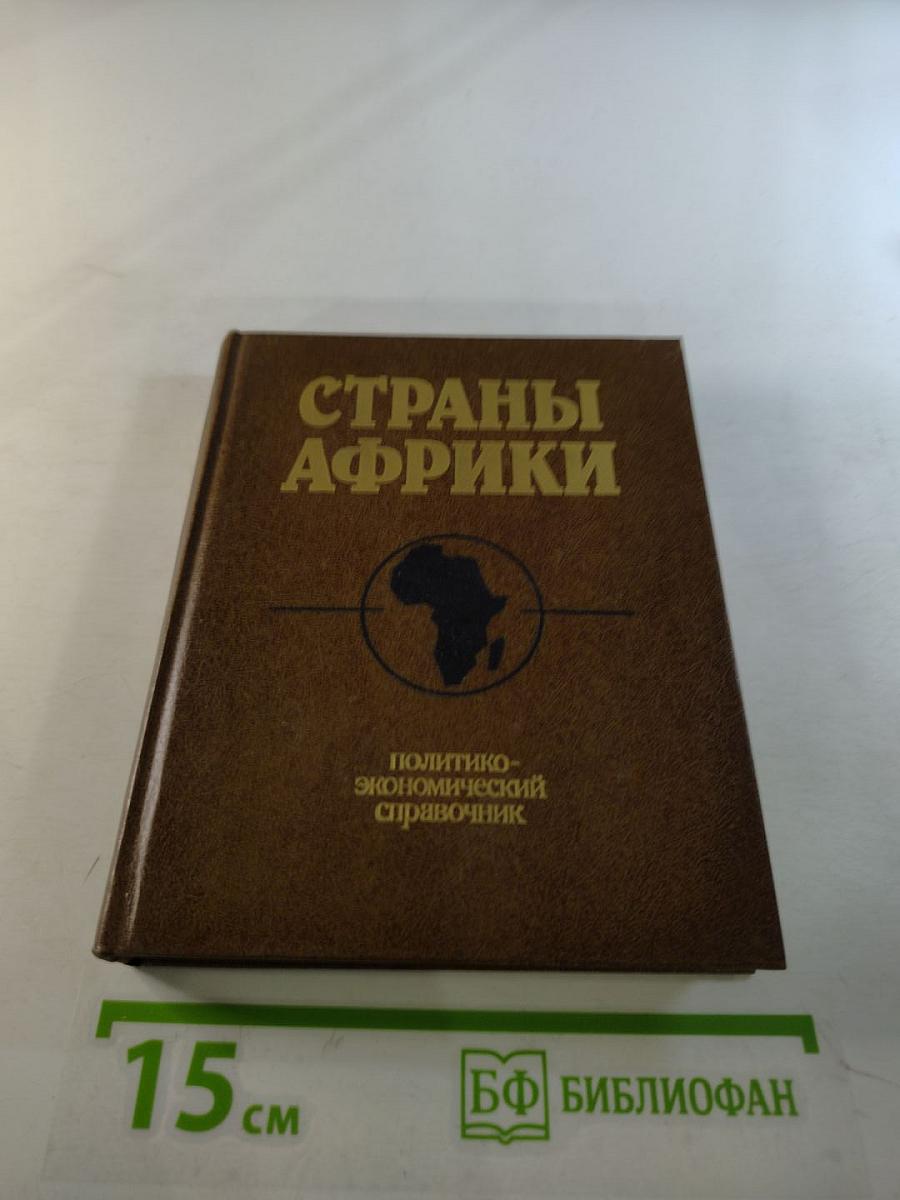 СТРАНЫ
АФРИКИ
ПОЛИТИКО-
ЭКОНОМИЧЕСКИЙ
СПРАВОЧНИК
15 см
БФ БИБЛИОФАН